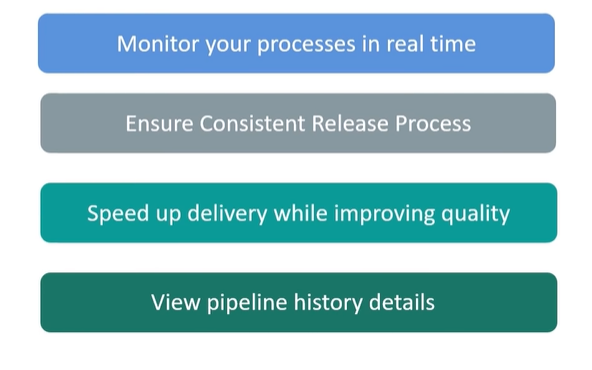 Monitor your processes in real time
Ensure Consistent Release Process
Speed up delivery while improving quality
View pipeline history details